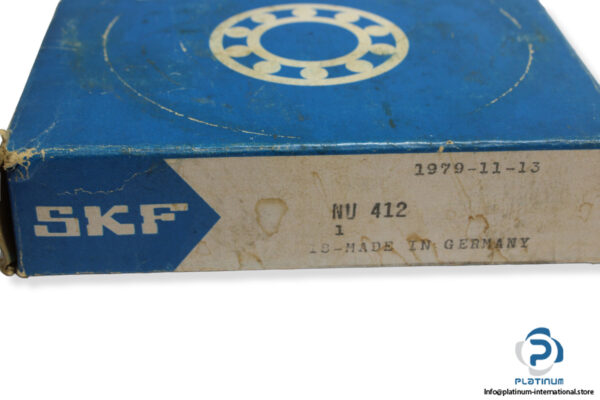 1979-11-13
SKF
NU 412
1
18-MADE IN GERMANY
PLATINUM
Info@platinum-international.store